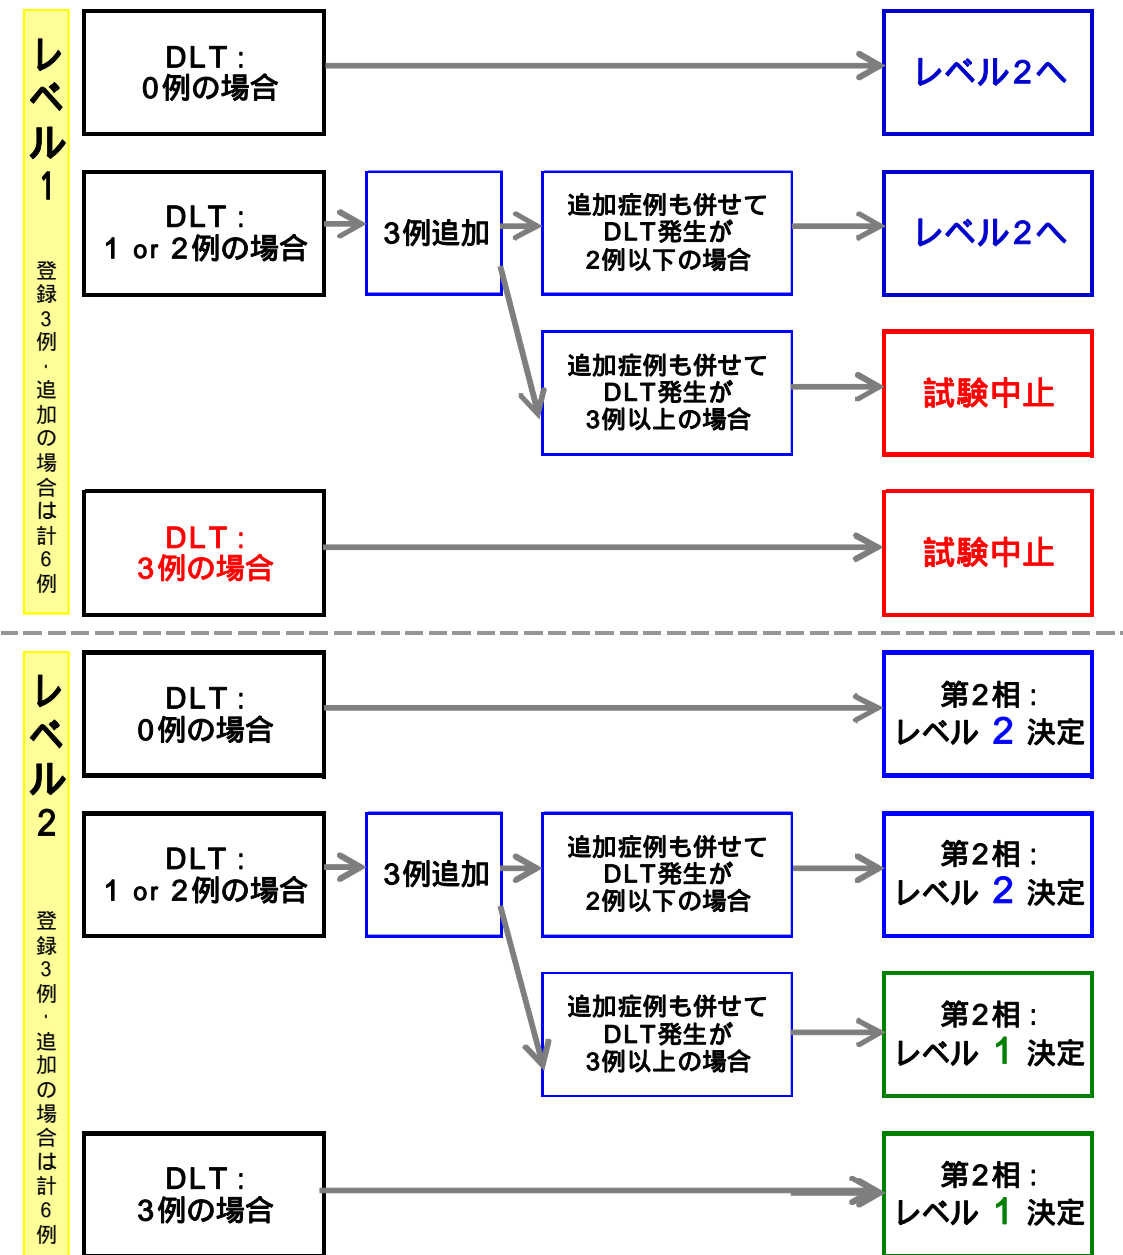 レベル1
登録3例・追加の場合は計6例
DLT：
0例の場合
レベル2へ
DLT：
1 or 2例の場合
3例追加
追加症例も併せて
DLT発生が
2例以下の場合
レベル2へ
追加症例も併せて
DLT発生が
3例以上の場合
試験中止
DLT：
3例の場合
試験中止
レベル2
登録3例・追加の場合は計6例
DLT：
0例の場合
第2相：
レベル 2 決定
DLT：
1 or 2例の場合
3例追加
追加症例も併せて
DLT発生が
2例以下の場合
第2相：
レベル 2 決定
追加症例も併せて
DLT発生が
3例以上の場合
第2相：
レベル 1 決定
DLT：
3例の場合
第2相：
レベル 1 決定